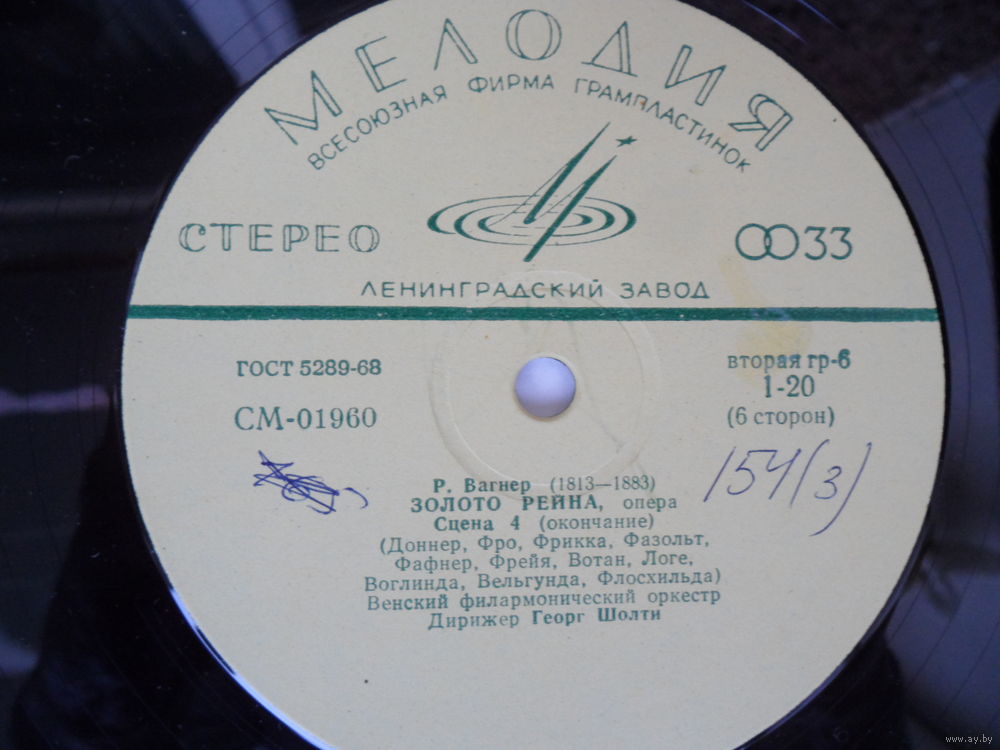 МЕЛОДИЯ
ВСЕСОЮЗНАЯ ФИРМА ГРАМПЛАСТИНОК
СТЕРЕО
33
ЛЕНИНГРАДСКИЙ ЗАВОД
ГОСТ 5289-68
вторая гр-6
СМ-01960
1-20
(6 сторон)
154(3)
Р. Вагнер (1813—1883)
ЗОЛОТО РЕЙНА, опера
Сцена 4 (окончание)
(Доннер, Фро, Фрикка, Фазольт,
Фафнер, Фрейя, Вотан, Логе,
Воглинда, Вельгунда, Флосхильда)
Венский филармонический оркестр
Дирижер Георг Шолти
www.ay.by